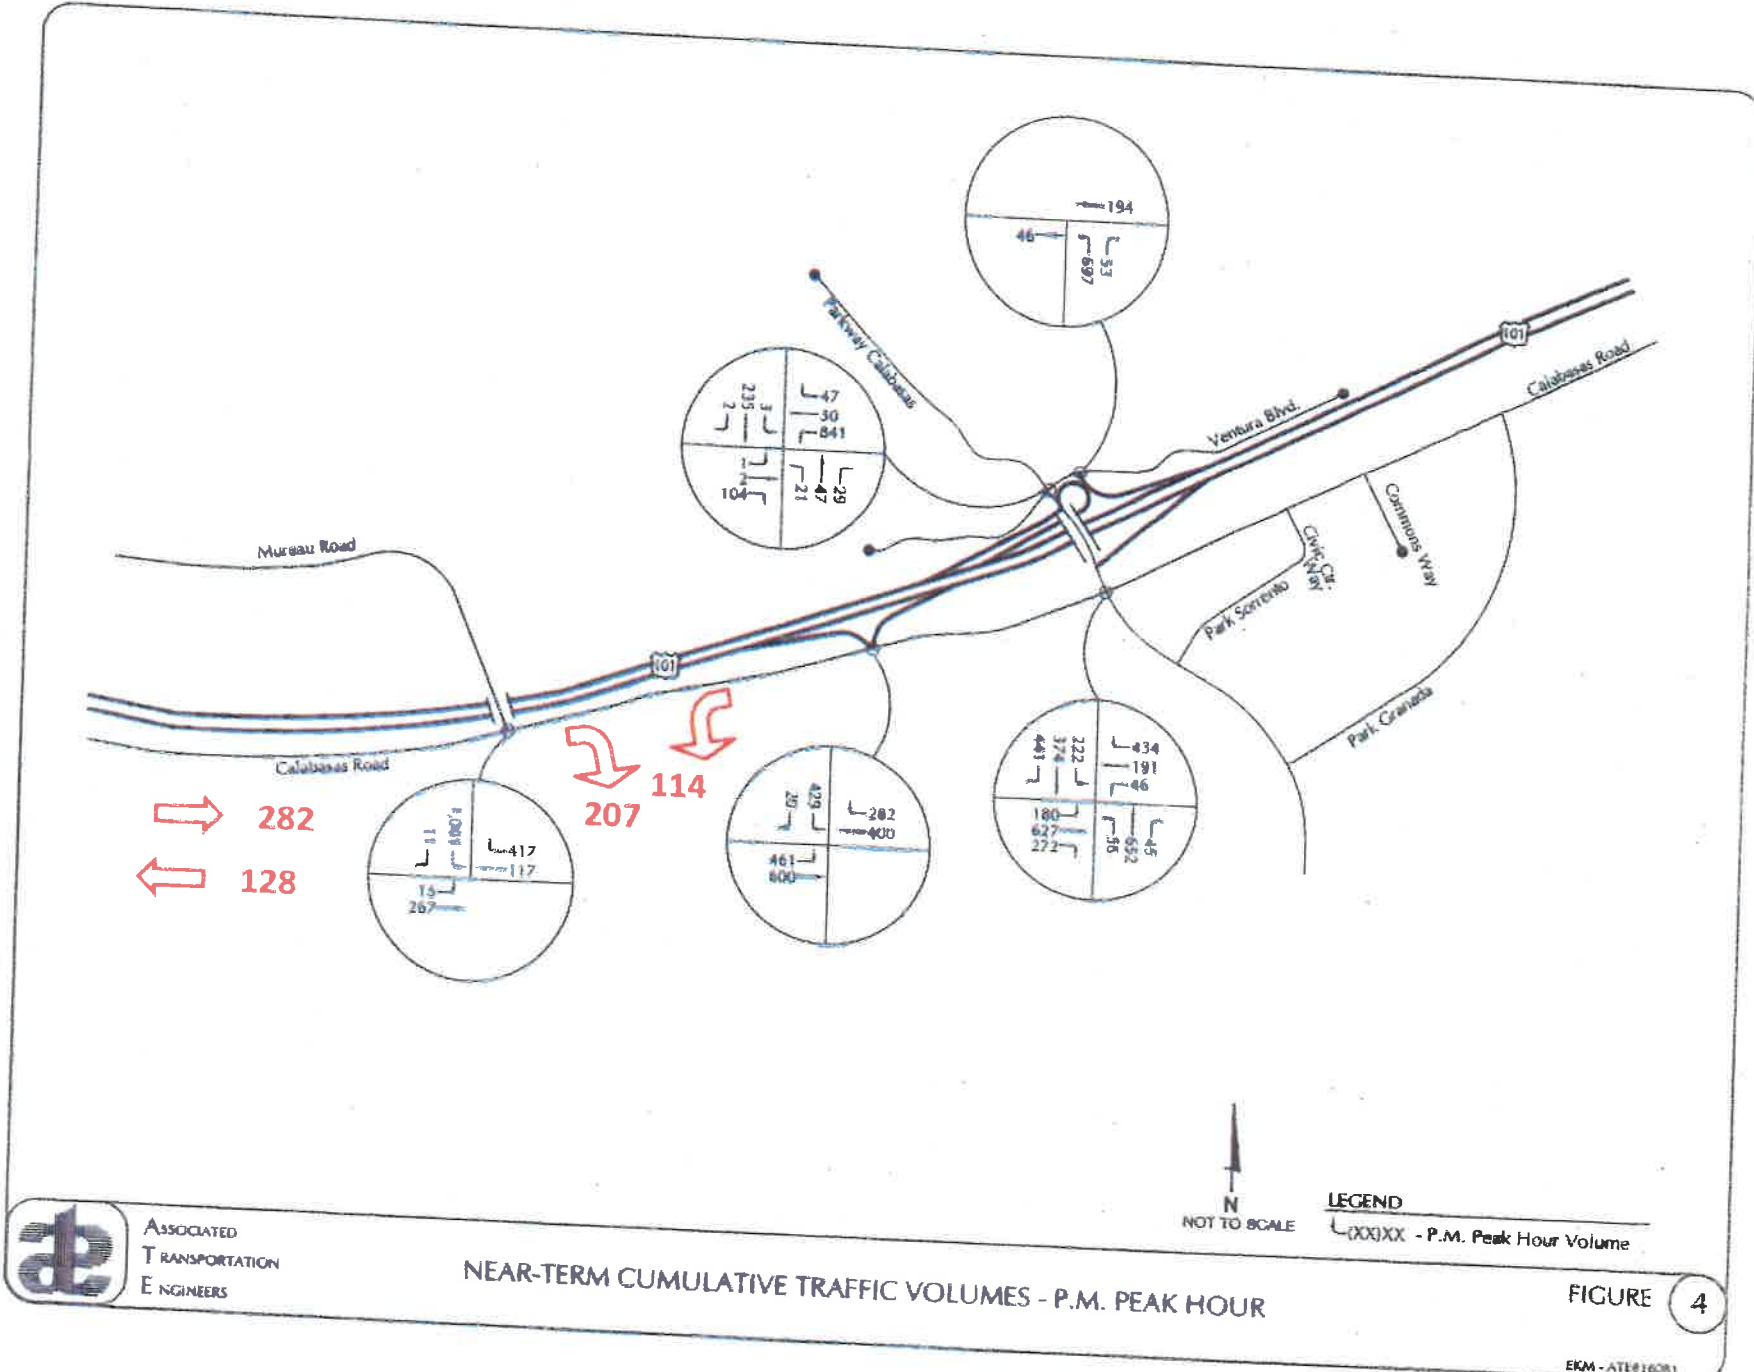 194
46
697
53
Parkway Calabasas
101
Calabasas Road
Ventura Blvd.
47
30
841
235
2
3
1
2
104
21
47
29
Commons Way
Civic Ctr. Way
Park Sorrento
Mureau Road
101
Park Granada
Calabasas Road
282
128
207
114
11
417
117
15
267
429
20
282
400
461
600
222
374
441
434
191
46
180
627
272
56
652
45
N
NOT TO SCALE
LEGEND
(XX)XX - P.M. Peak Hour Volume
ASSOCIATED
TRANSPORTATION
ENGINEERS
NEAR-TERM CUMULATIVE TRAFFIC VOLUMES - P.M. PEAK HOUR
FIGURE 4
EKM - ATE#16081